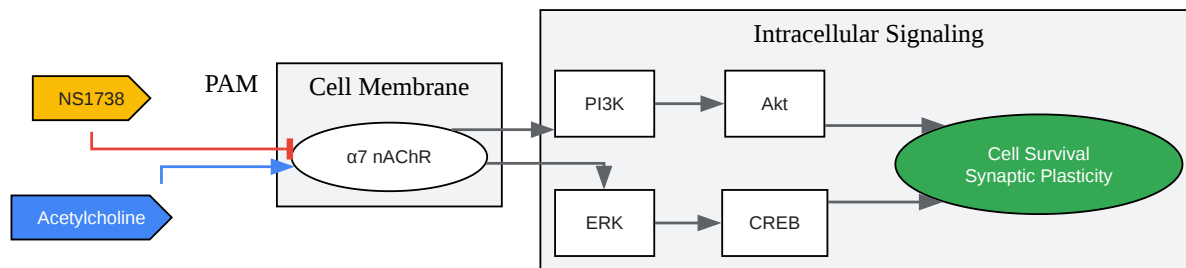 Intracellular Signaling
PAM
Cell Membrane
NS1738
PI3K
Akt
α7 nAChR
Cell Survival
Synaptic Plasticity
Acetylcholine
ERK
CREB